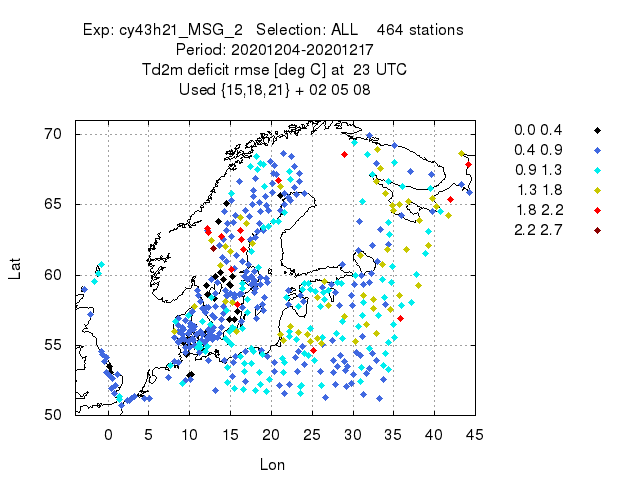 Exp: cy43h21_MSG_2 Selection: ALL 464 stations
Period: 20201204-20201217
Td2m deficit rmse [deg C] at 23 UTC
Used {15,18,21} + 02 05 08
0.0 0.4
0.4 0.9
0.9 1.3
1.3 1.8
1.8 2.2
2.2 2.7
70
65
60
55
50
Lat
0 5 10 15 20 25 30 35 40 45
Lon